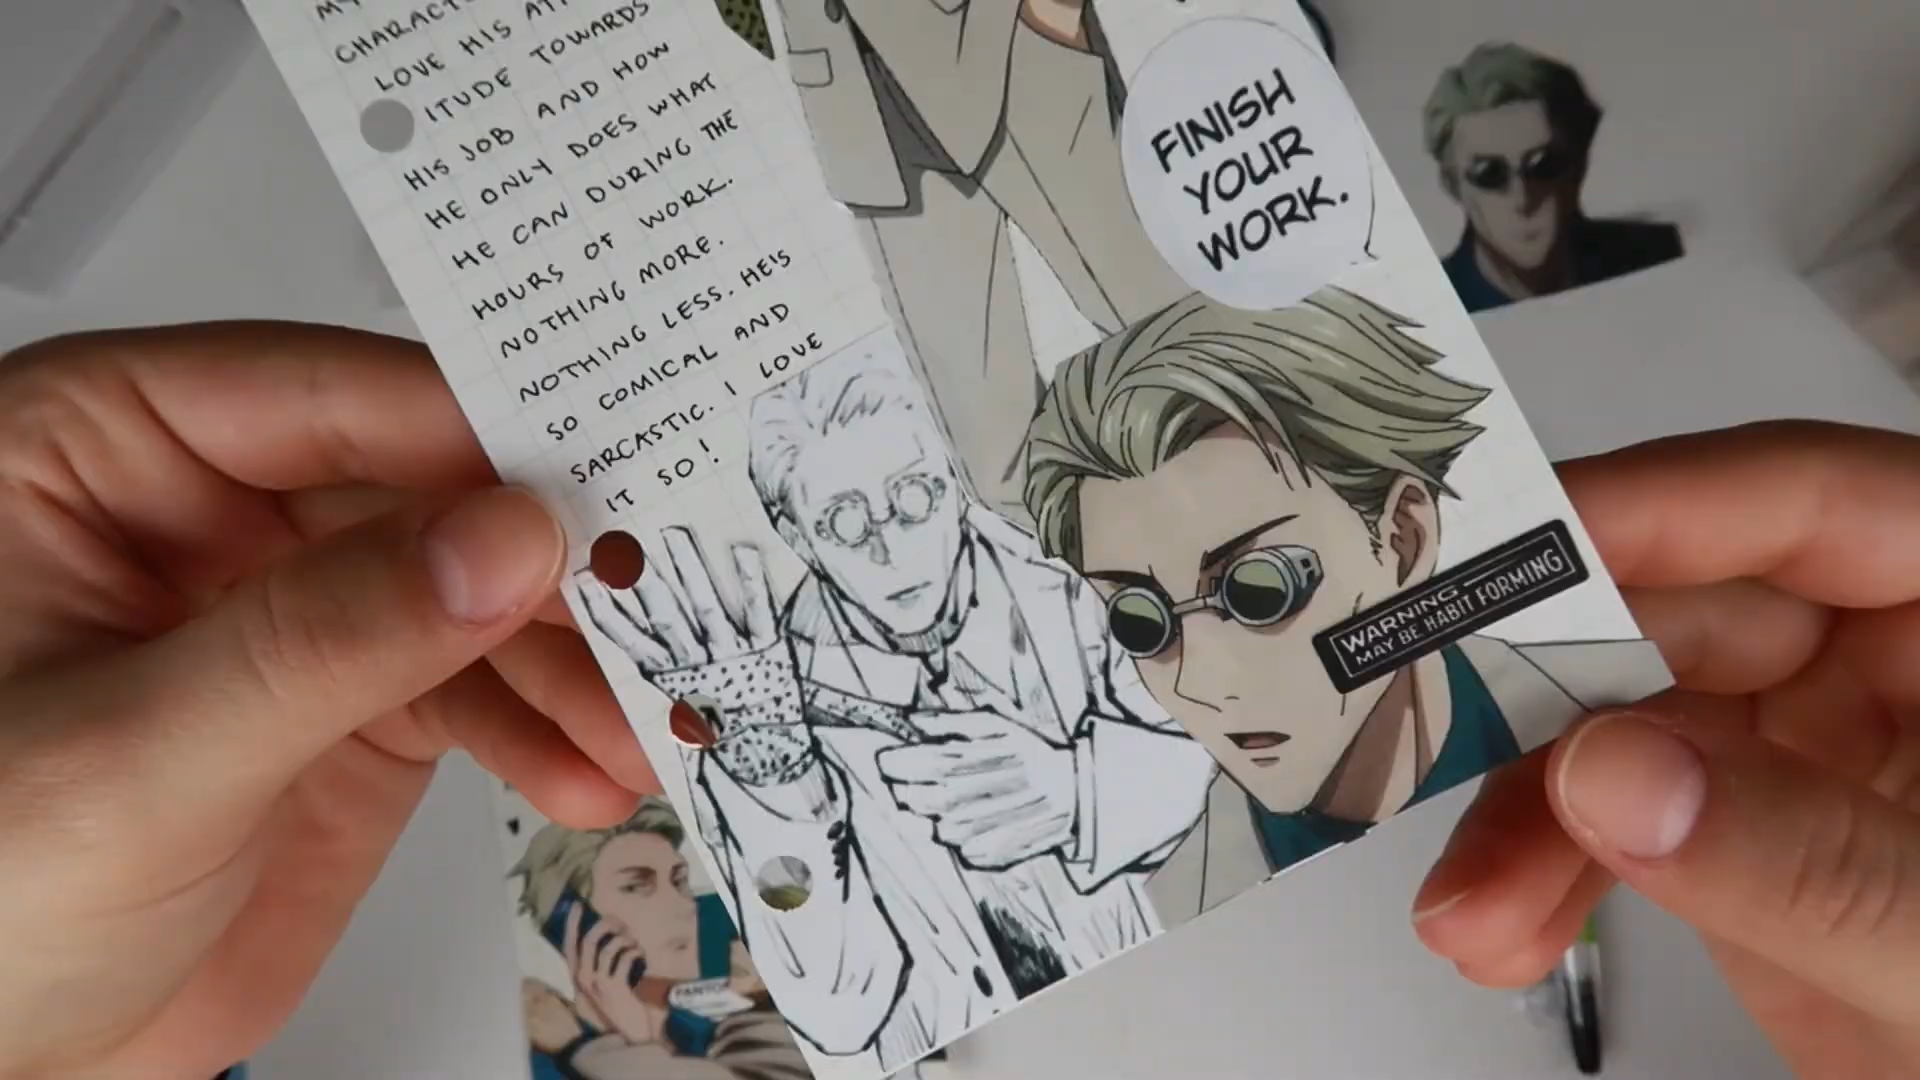 MY
CHARACT
LOVE HIS ATT
ITUDE TOWARDS
HIS JOB AND HOW
HE ONLY DOES WHAT
HE CAN DURING THE
HOURS OF WORK.
NOTHING MORE.
NOTHING LESS. HE'S
SO COMICAL AND
SARCASTIC. I LOVE
IT SO!
FINISH
YOUR
WORK.
WARNING
MAY BE HABIT FORMING